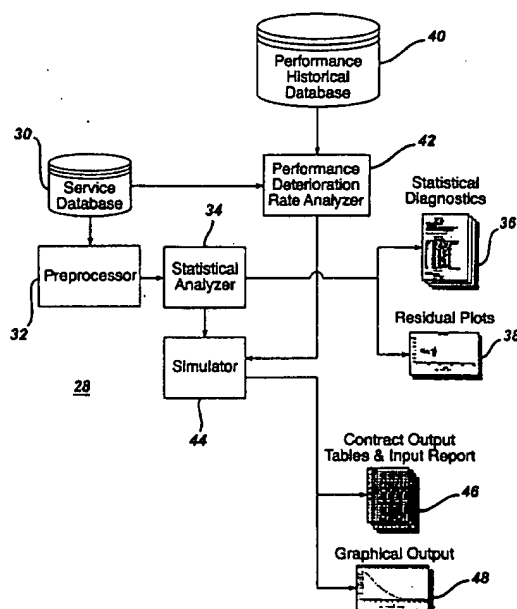 40
Performance
Historical
Database
42
30
Service
Database
Performance
Deterioration
Rate Analyzer
Statistical
Diagnostics
34
36
Preprocessor
Statistical
Analyzer
32
Residual Plots
38
Simulator
28
44
Contract Output
Tables & Input Report
46
Graphical Output
48